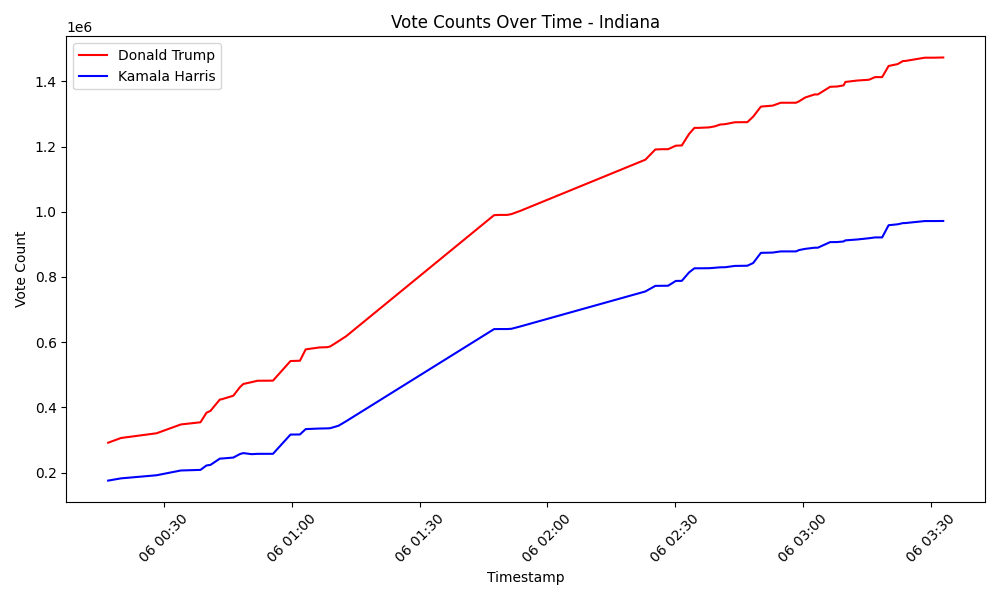 Vote Counts Over Time - Indiana
1e6
Donald Trump
Kamala Harris
1.4
1.2
1.0
0.8
0.6
0.4
0.2
Vote Count
06 00:30
06 01:00
06 01:30
06 02:00
06 02:30
06 03:00
06 03:30
Timestamp